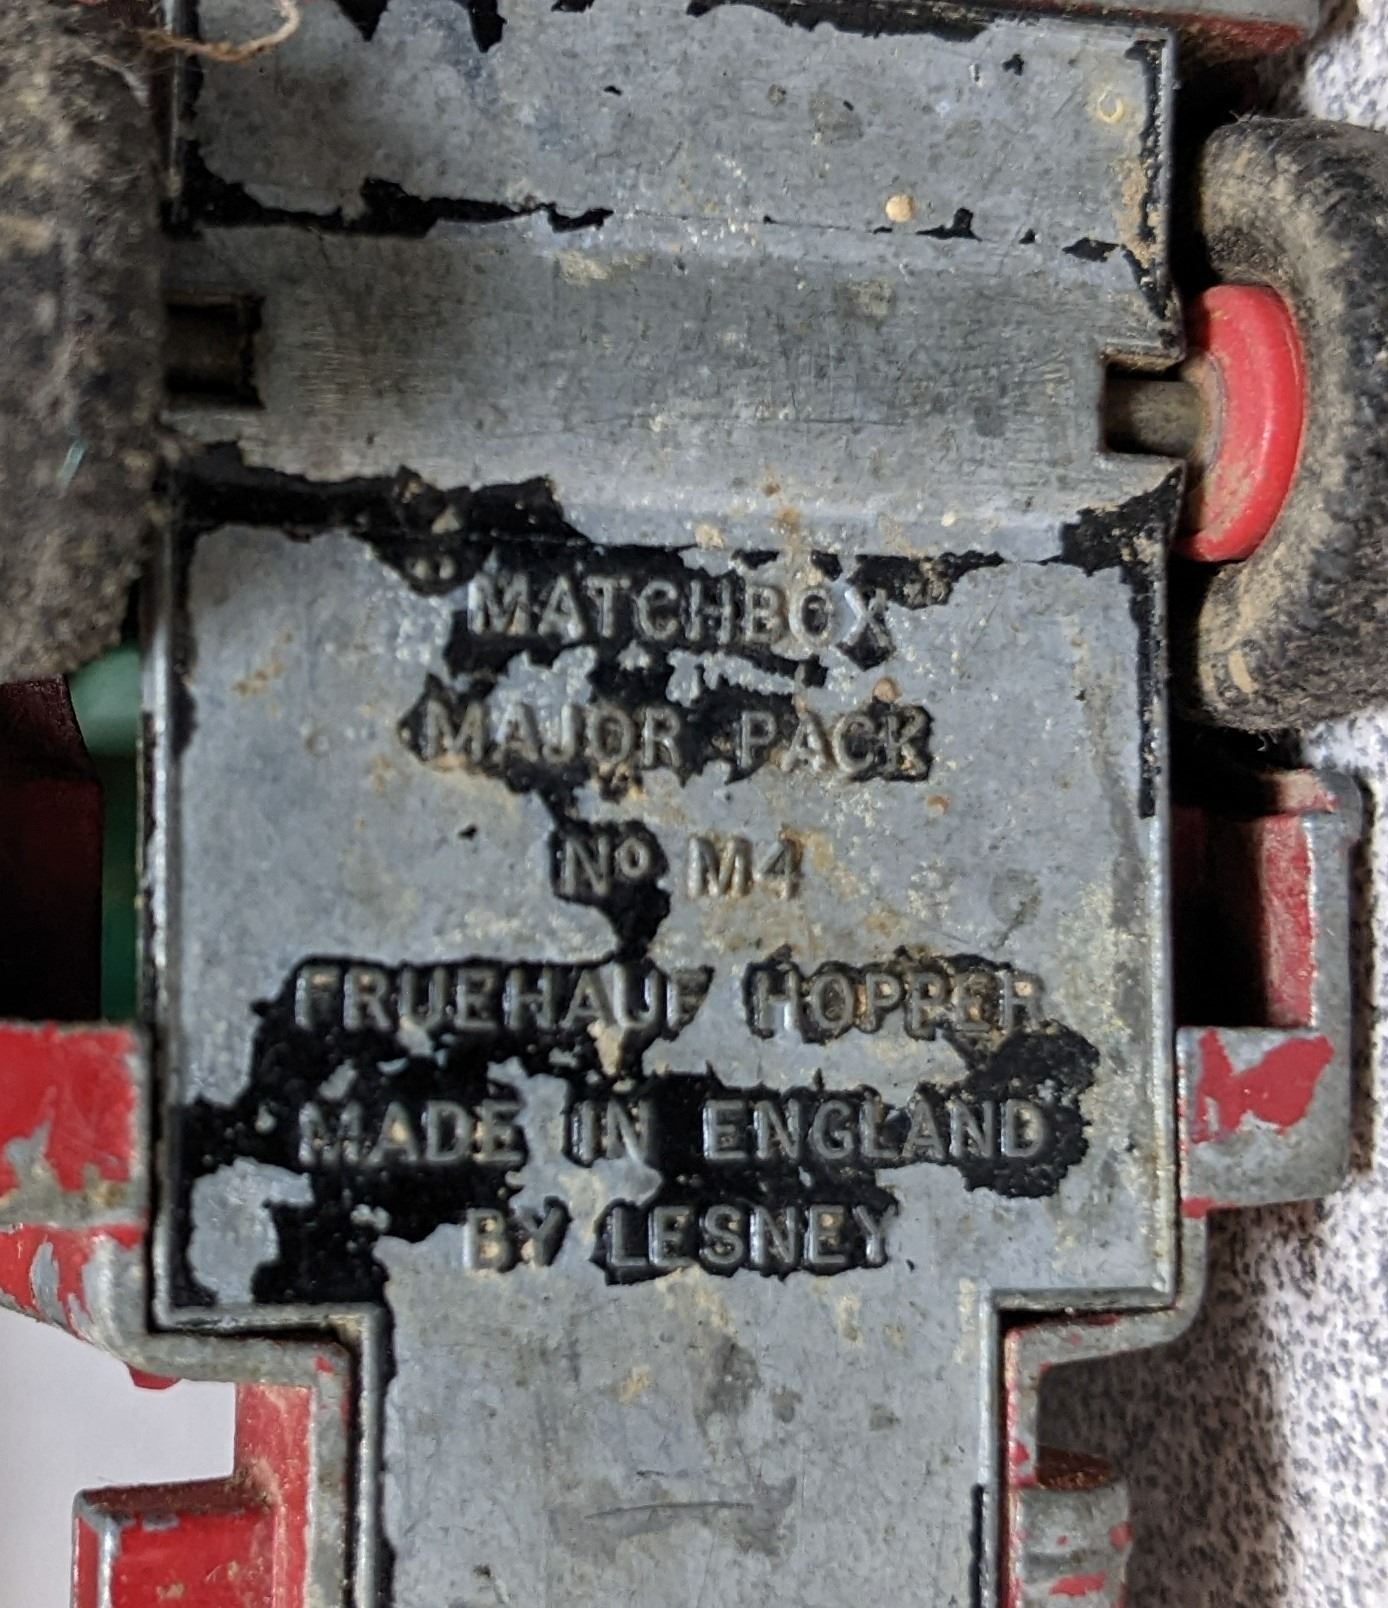 "MATCHBOX"
MAJOR PACK
No M4
FRUEHAUF HOPPER
MADE IN ENGLAND
BY LESNEY